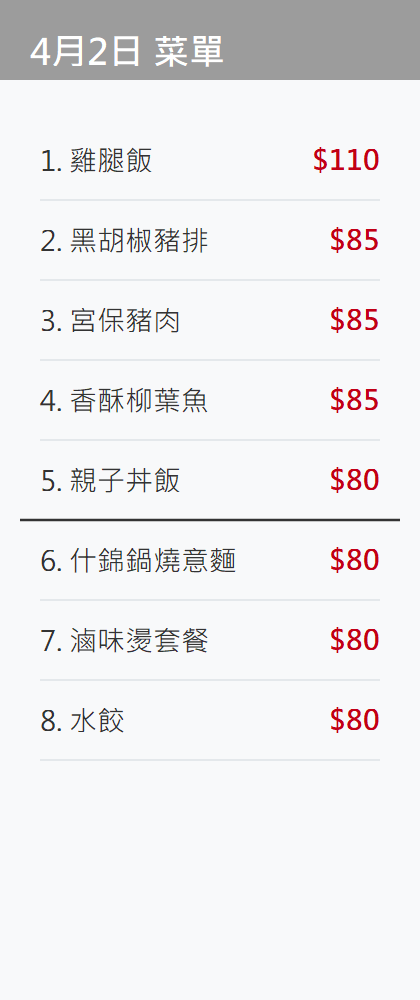 4月2日 菜單
1. 雞腿飯 $110
2. 黑胡椒豬排 $85
3. 宮保豬肉 $85
4. 香酥柳葉魚 $85
5. 親子丼飯 $80
6. 什錦鍋燒意麵 $80
7. 滷味燙套餐 $80
8. 水餃 $80